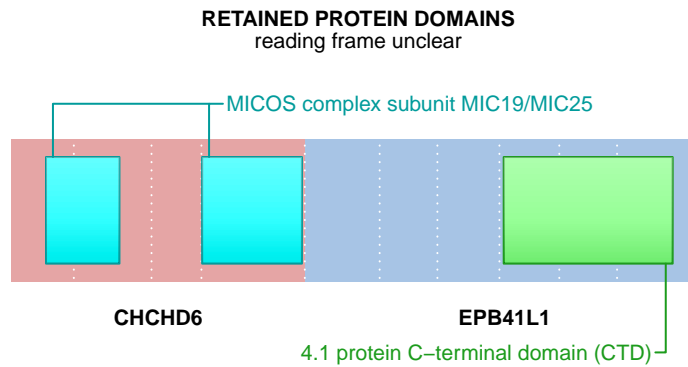 RETAINED PROTEIN DOMAINS
reading frame unclear
MICOS complex subunit MIC19/MIC25
CHCHD6
EPB41L1
4.1 protein C−terminal domain (CTD)